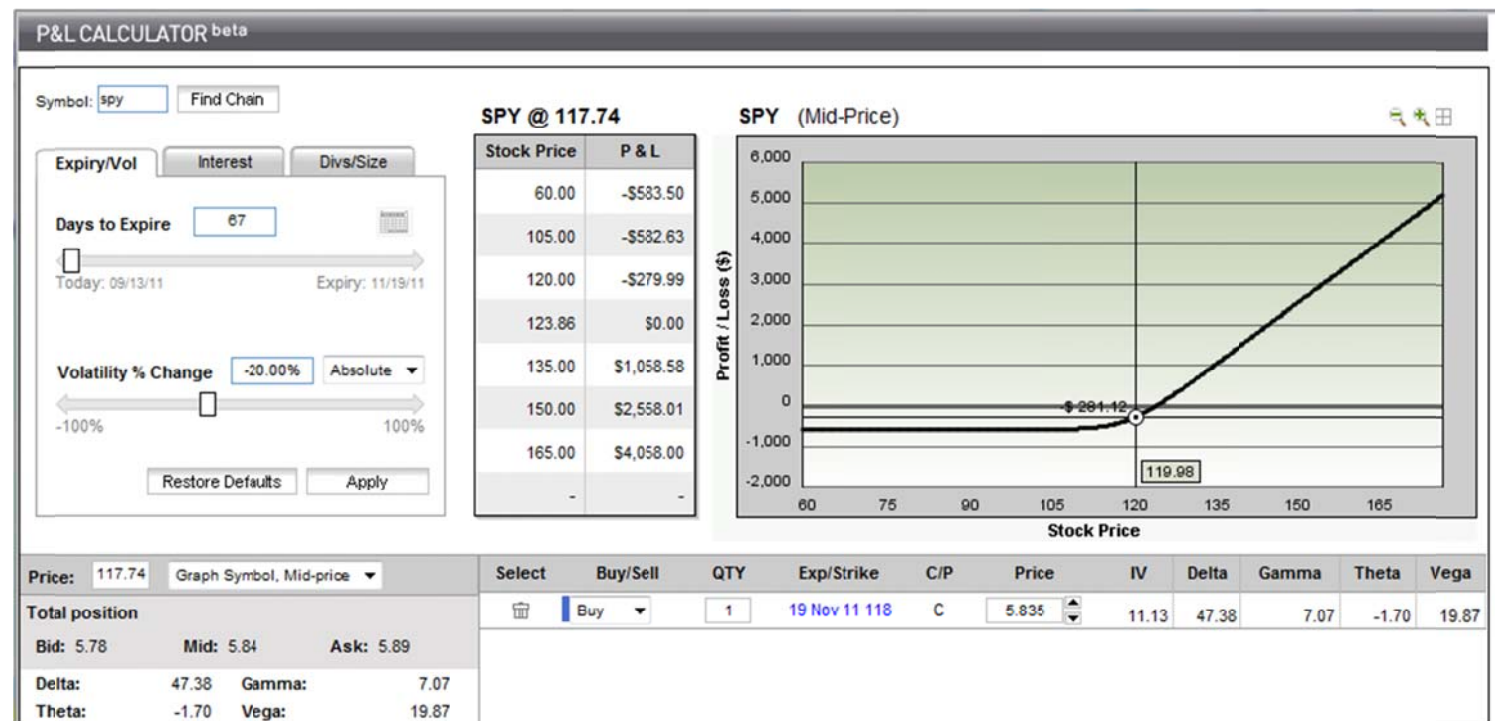 P&L CALCULATOR beta
Symbol: spy Find Chain
Expiry/Vol Interest Divs/Size
Days to Expire 67
Today: 09/13/11 Expiry: 11/19/11
Volatility % Change -20.00% Absolute
-100% 100%
Restore Defaults Apply
SPY @ 117.74
Stock Price P & L
60.00 -$583.50
105.00 -$582.63
120.00 -$279.99
123.86 $0.00
135.00 $1,058.58
150.00 $2,558.01
165.00 $4,058.00
- -
SPY (Mid-Price)
Profit / Loss ($)
6,000
5,000
4,000
3,000
2,000
1,000
0
-1,000
-2,000
-$ 281.12
119.98
60 75 90 105 120 135 150 165
Stock Price
Price: 117.74 Graph Symbol, Mid-price
Total position
Bid: 5.78 Mid: 5.84 Ask: 5.89
Delta: 47.38 Gamma: 7.07
Theta: -1.70 Vega: 19.87
Select Buy/Sell QTY Exp/Strike C/P Price IV Delta Gamma Theta Vega
Buy 1 19 Nov 11 118 C 5.835 11.13 47.38 7.07 -1.70 19.87